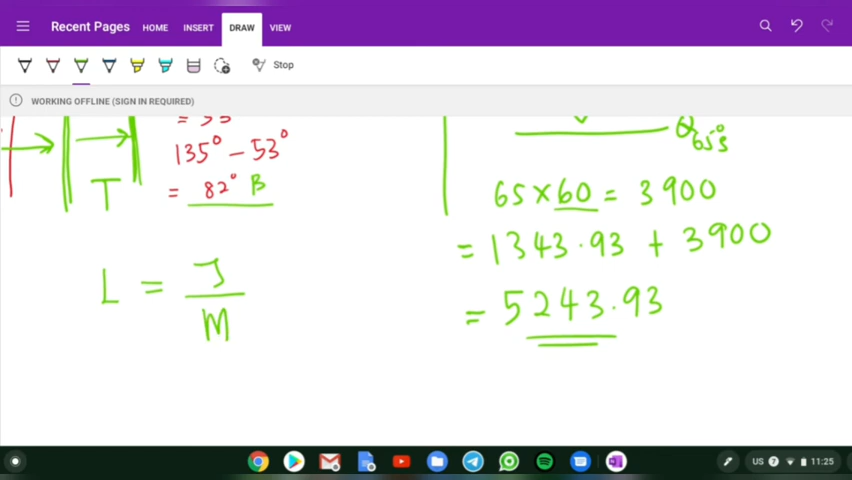 Recent Pages HOME INSERT DRAW VIEW
Stop
WORKING OFFLINE (SIGN IN REQUIRED)
135° - 53°
= 82° B
T
L = J / M
65°
65 × 60 = 3900
= 1343.93 + 3900
= 5243.93
US 11:25